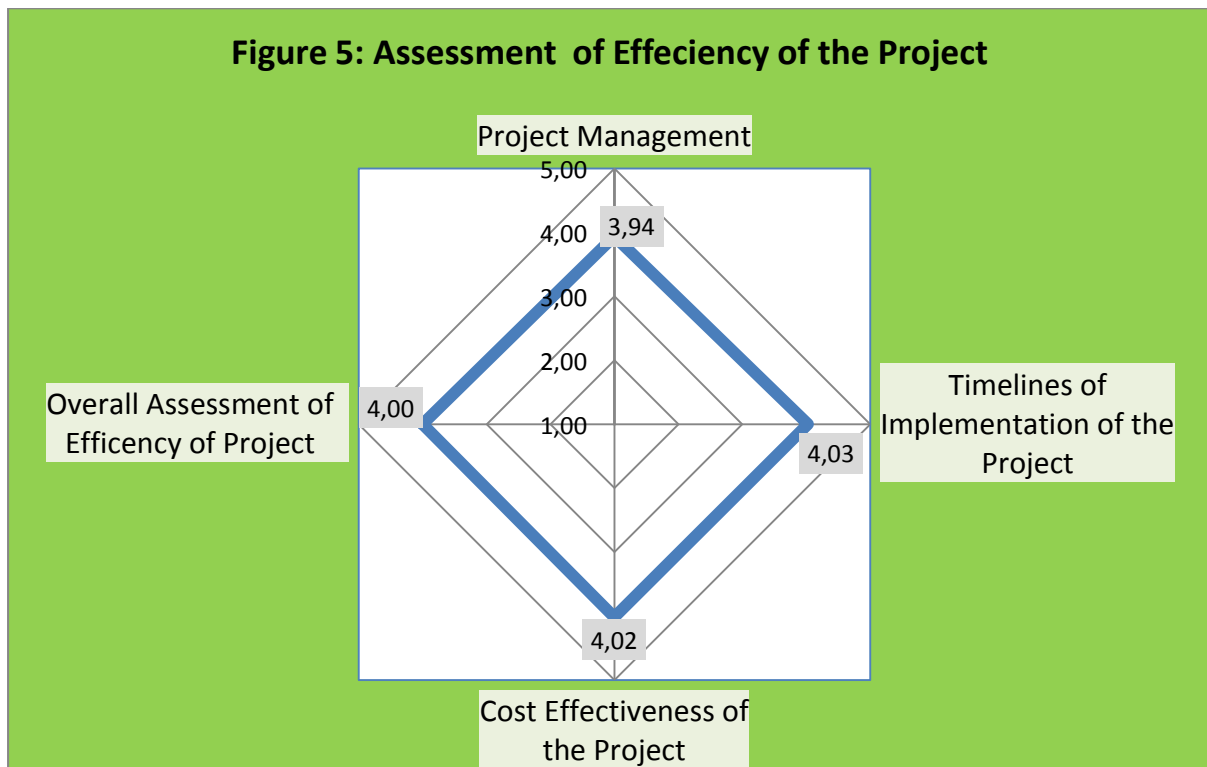 Figure 5: Assessment  of Effeciency of the Project
Project Management
5,00
3,94
4,00
3,00
2,00
1,00
Overall Assessment of
Efficency of Project
4,00
Timelines of
Implementation of the
Project
4,03
4,02
Cost Effectiveness of
the Project